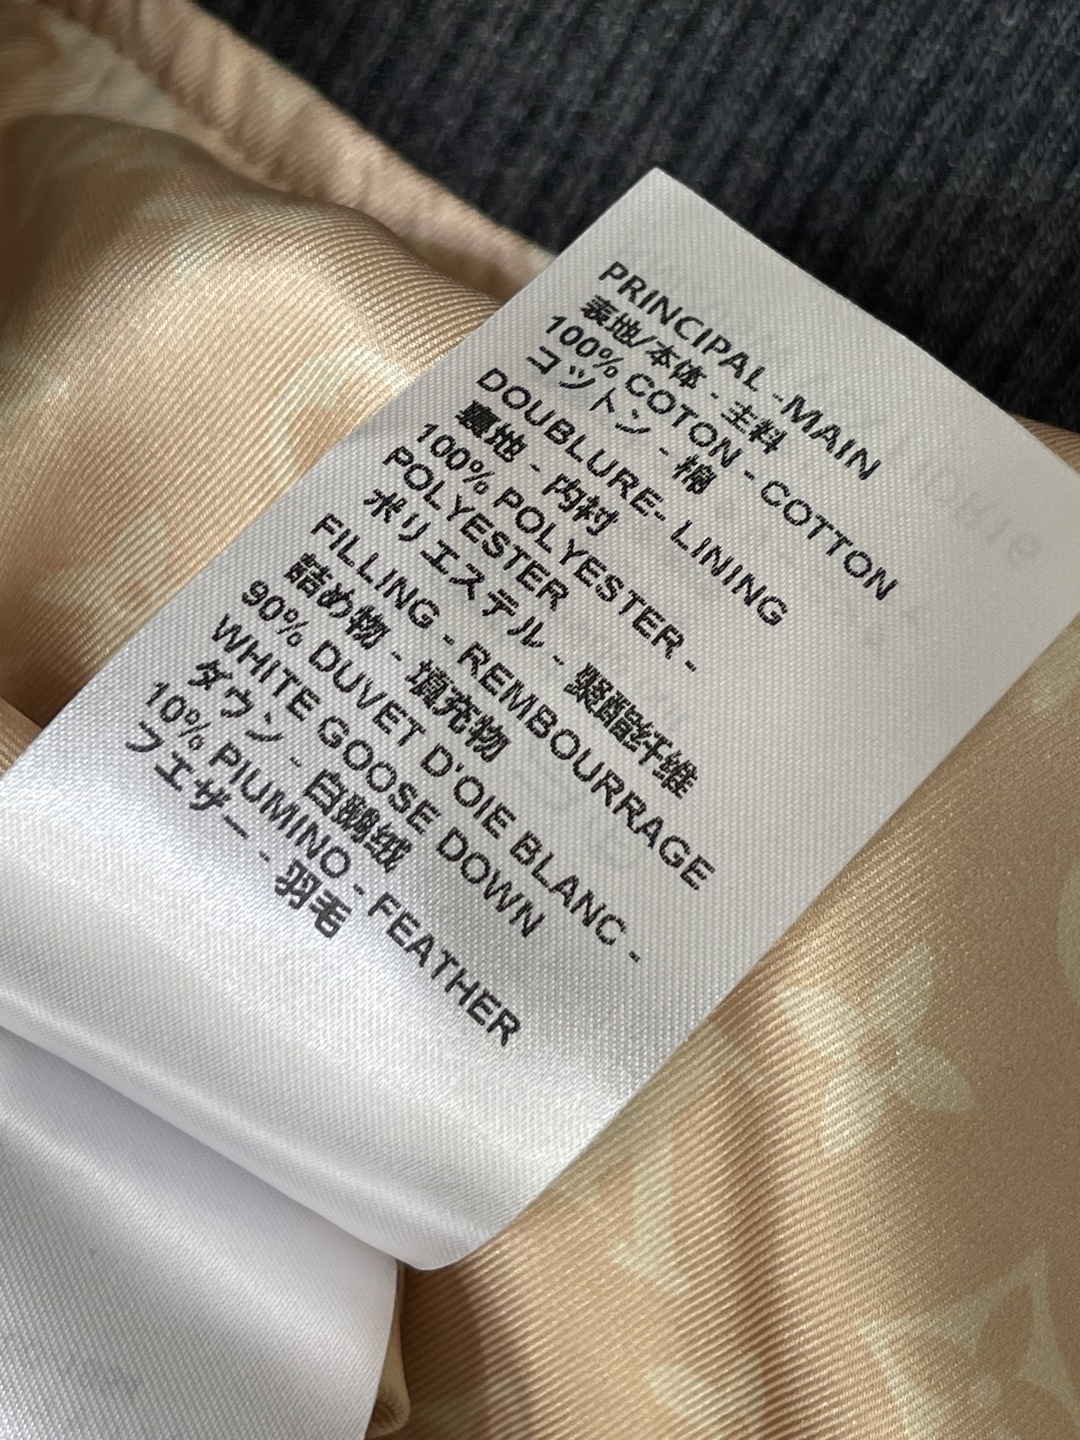 PRINCIPAL -MAIN
表地/本体 - 主料
100% COTON - COTTON
コットン - 棉
DOUBLURE- LINING
裏地 - 内衬
100% POLYESTER -
POLYESTER
ポリエステル - 聚酯纤维
FILLING - REMBOURRAGE
詰め物 - 填充物
90% DUVET D'OIE BLANC -
WHITE GOOSE DOWN
ダウン - 白鹅绒
10% PIUMINO - FEATHER
フエザー - 羽毛